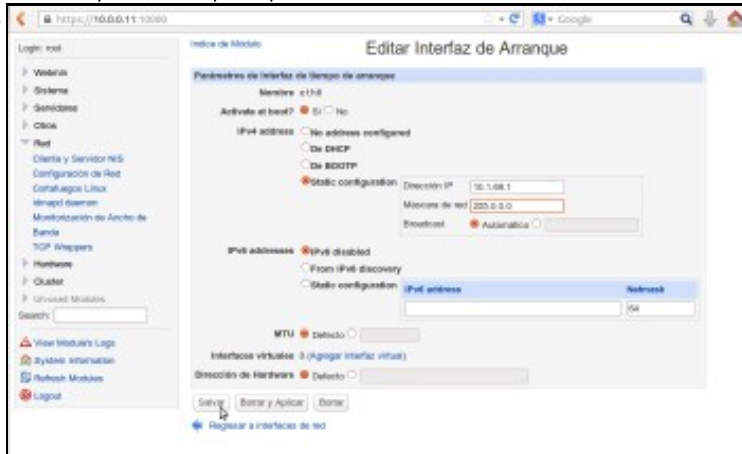 https://10.0.0.11:10000
Google
Login: root
Webmin
Sistema
Servidores
Otros
Red
Cliente y Servidor NIS
Configuración de Red
Cortafuegos Linux
idmapd daemon
Monitorización de Ancho de
Banda
TCP Wrappers
Hardware
Cluster
Unused Modules
Search:
View Module's Logs
System Information
Refresh Modules
Logout
Índice de Módulo
Editar Interfaz de Arranque
Parámetros de Interfaz de tiempo de arranque
Nombre eth0
Activate at boot? Si No
IPv4 address No address configured
De DHCP
De BOOTP
Static configuration
Dirección IP
Máscara de red 255.0.0.0
Broadcast Automático
IPv6 addresses IPv6 disabled
From IPv6 discovery
Static configuration
IPv6 address Netmask
64
MTU Defecto
Interfaces virtuales 0 (Agregar interfaz virtual)
Dirección de Hardware Defecto
Salvar Borrar y Aplicar Borrar
Regresar a interfaces de red